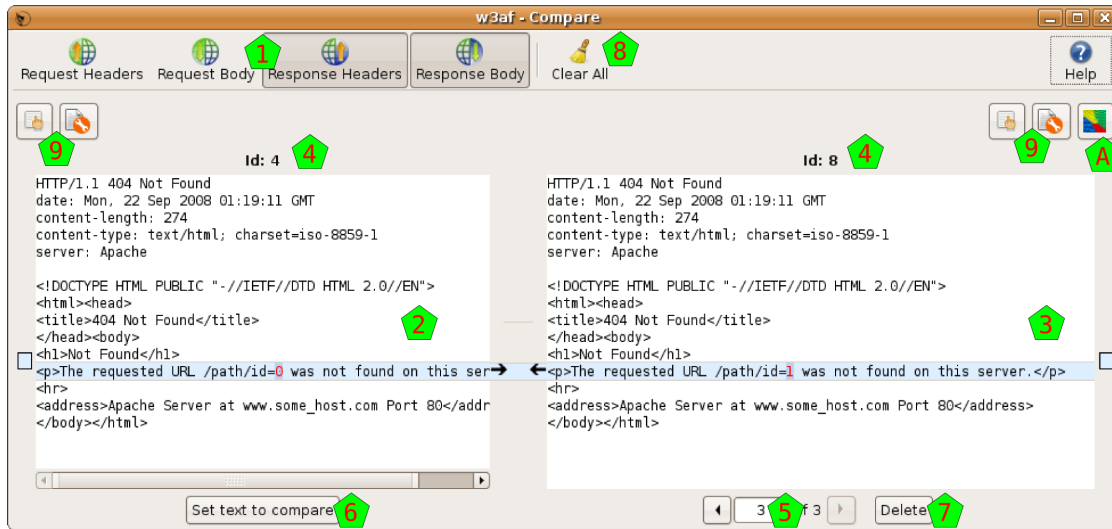 w3af - Compare
Request Headers Request Body 1 Response Headers Response Body Clear All 8 Help
9 9 A
Id: 4 4 Id: 8 4
HTTP/1.1 404 Not Found
date: Mon, 22 Sep 2008 01:19:11 GMT
content-length: 274
content-type: text/html; charset=iso-8859-1
server: Apache
<!DOCTYPE HTML PUBLIC "-//IETF//DTD HTML 2.0//EN">
<html><head>
<title>404 Not Found</title>
</head><body>
<h1>Not Found</h1>
<p>The requested URL /path/id=0 was not found on this ser
<hr>
<address>Apache Server at www.some_host.com Port 80</addr
</body></html>
2
HTTP/1.1 404 Not Found
date: Mon, 22 Sep 2008 01:19:11 GMT
content-length: 274
content-type: text/html; charset=iso-8859-1
server: Apache
<!DOCTYPE HTML PUBLIC "-//IETF//DTD HTML 2.0//EN">
<html><head>
<title>404 Not Found</title>
</head><body>
<h1>Not Found</h1>
<p>The requested URL /path/id=1 was not found on this server.</p>
<hr>
<address>Apache Server at www.some_host.com Port 80</address>
</body></html>
3
Set text to compare 6 3 5 f 3 Delete 7